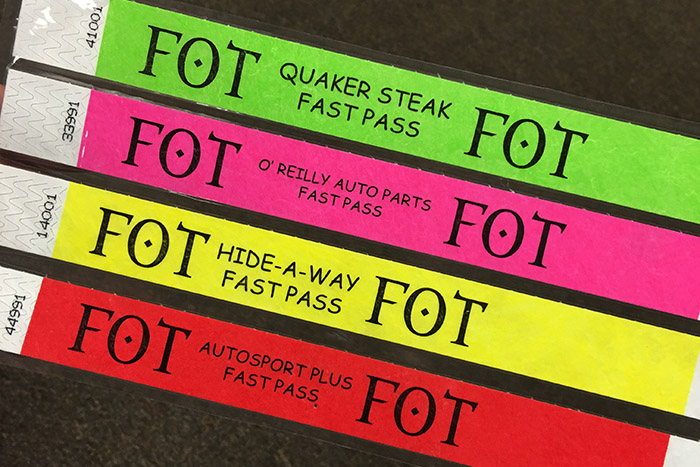 41001
FOT QUAKER STEAK FOT
FAST PASS
33991
FOT O' REILLY AUTO PARTS FOT
FAST PASS
14001
FOT HIDE-A-WAY FOT
FAST PASS
44991
FOT AUTOSPORT PLUS FOT
FAST PASS